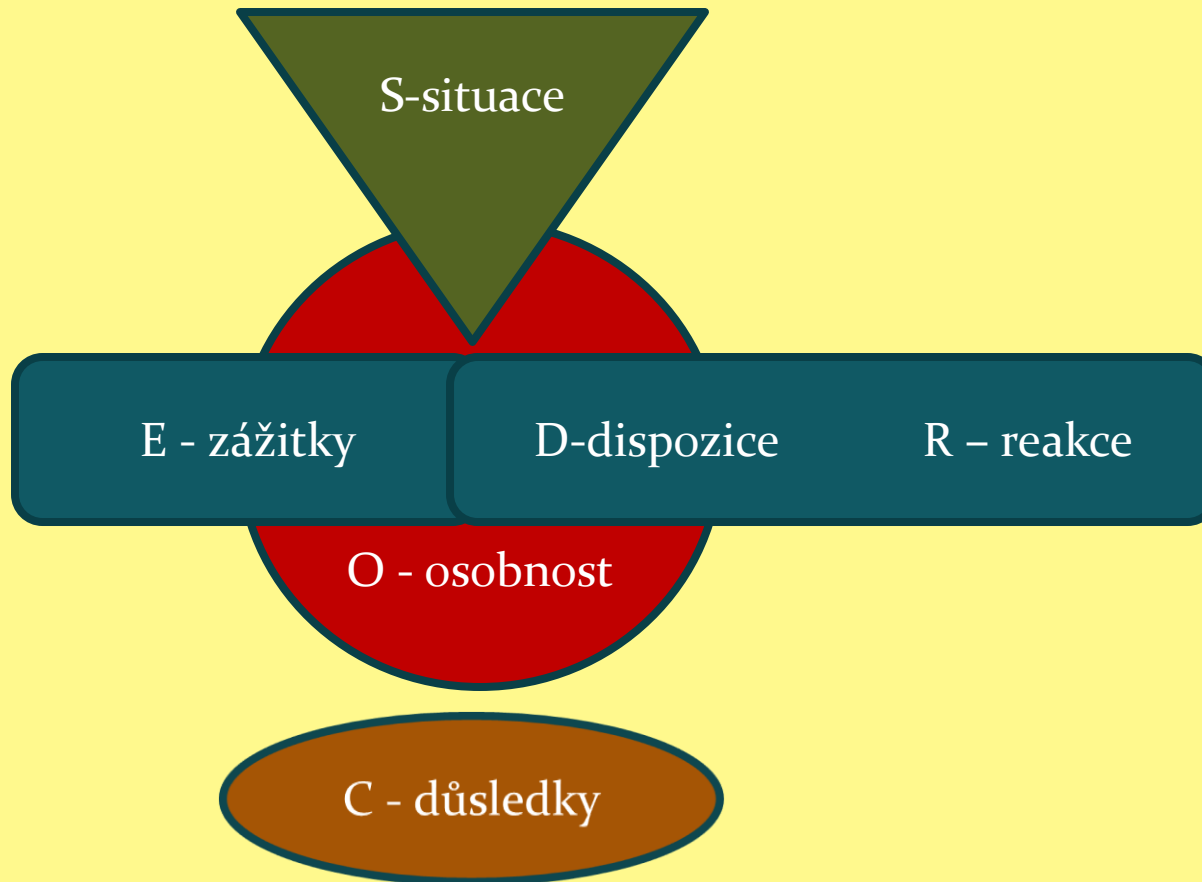 S-situace
E - zážitky
D-dispozice
R – reakce
O - osobnost
C - důsledky